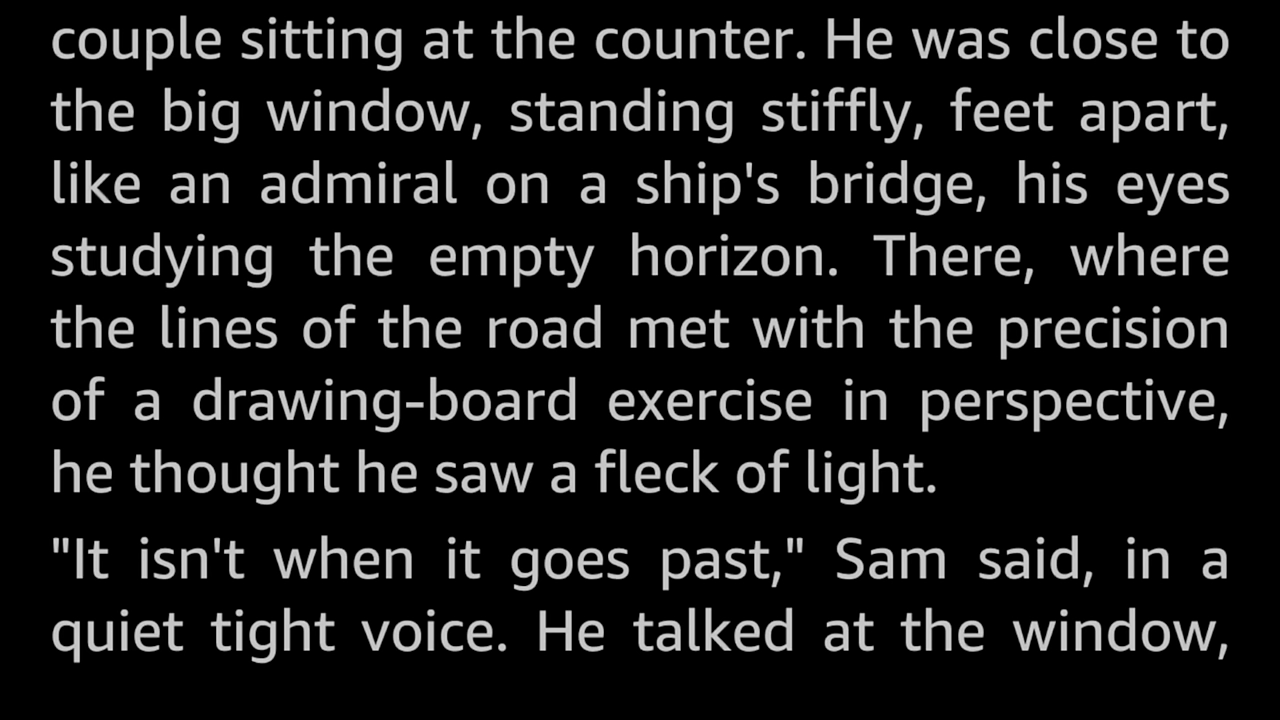 couple sitting at the counter. He was close to
the big window, standing stiffly, feet apart,
like an admiral on a ship's bridge, his eyes
studying the empty horizon. There, where
the lines of the road met with the precision
of a drawing-board exercise in perspective,
he thought he saw a fleck of light.
"It isn't when it goes past," Sam said, in a
quiet tight voice. He talked at the window,